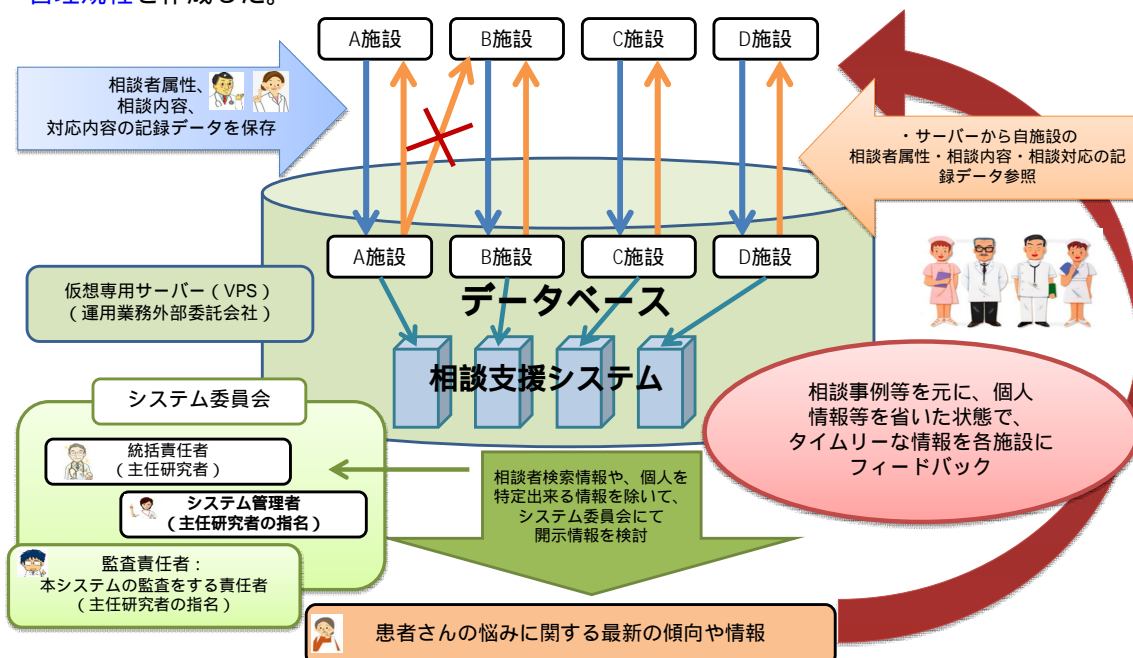 管理規程を作成した。
A施設
B施設
C施設
D施設
相談者属性、
相談内容、
対応内容の記録データを保存
・サーバーから自施設の
相談者属性・相談内容・相談対応の記
録データ参照
A施設
B施設
C施設
D施設
データベース
仮想専用サーバー（VPS）
（運用業務外部委託会社）
相談支援システム
システム委員会
統括責任者
（主任研究者）
システム管理者
（主任研究者の指名）
監査責任者：
本システムの監査をする責任者
（主任研究者の指名）
相談者検索情報や、個人を
特定出来る情報を除いて、
システム委員会にて
開示情報を検討
相談事例等を元に、個人
情報等を省いた状態で、
タイムリーな情報を各施設に
フィードバック
患者さんの悩みに関する最新の傾向や情報